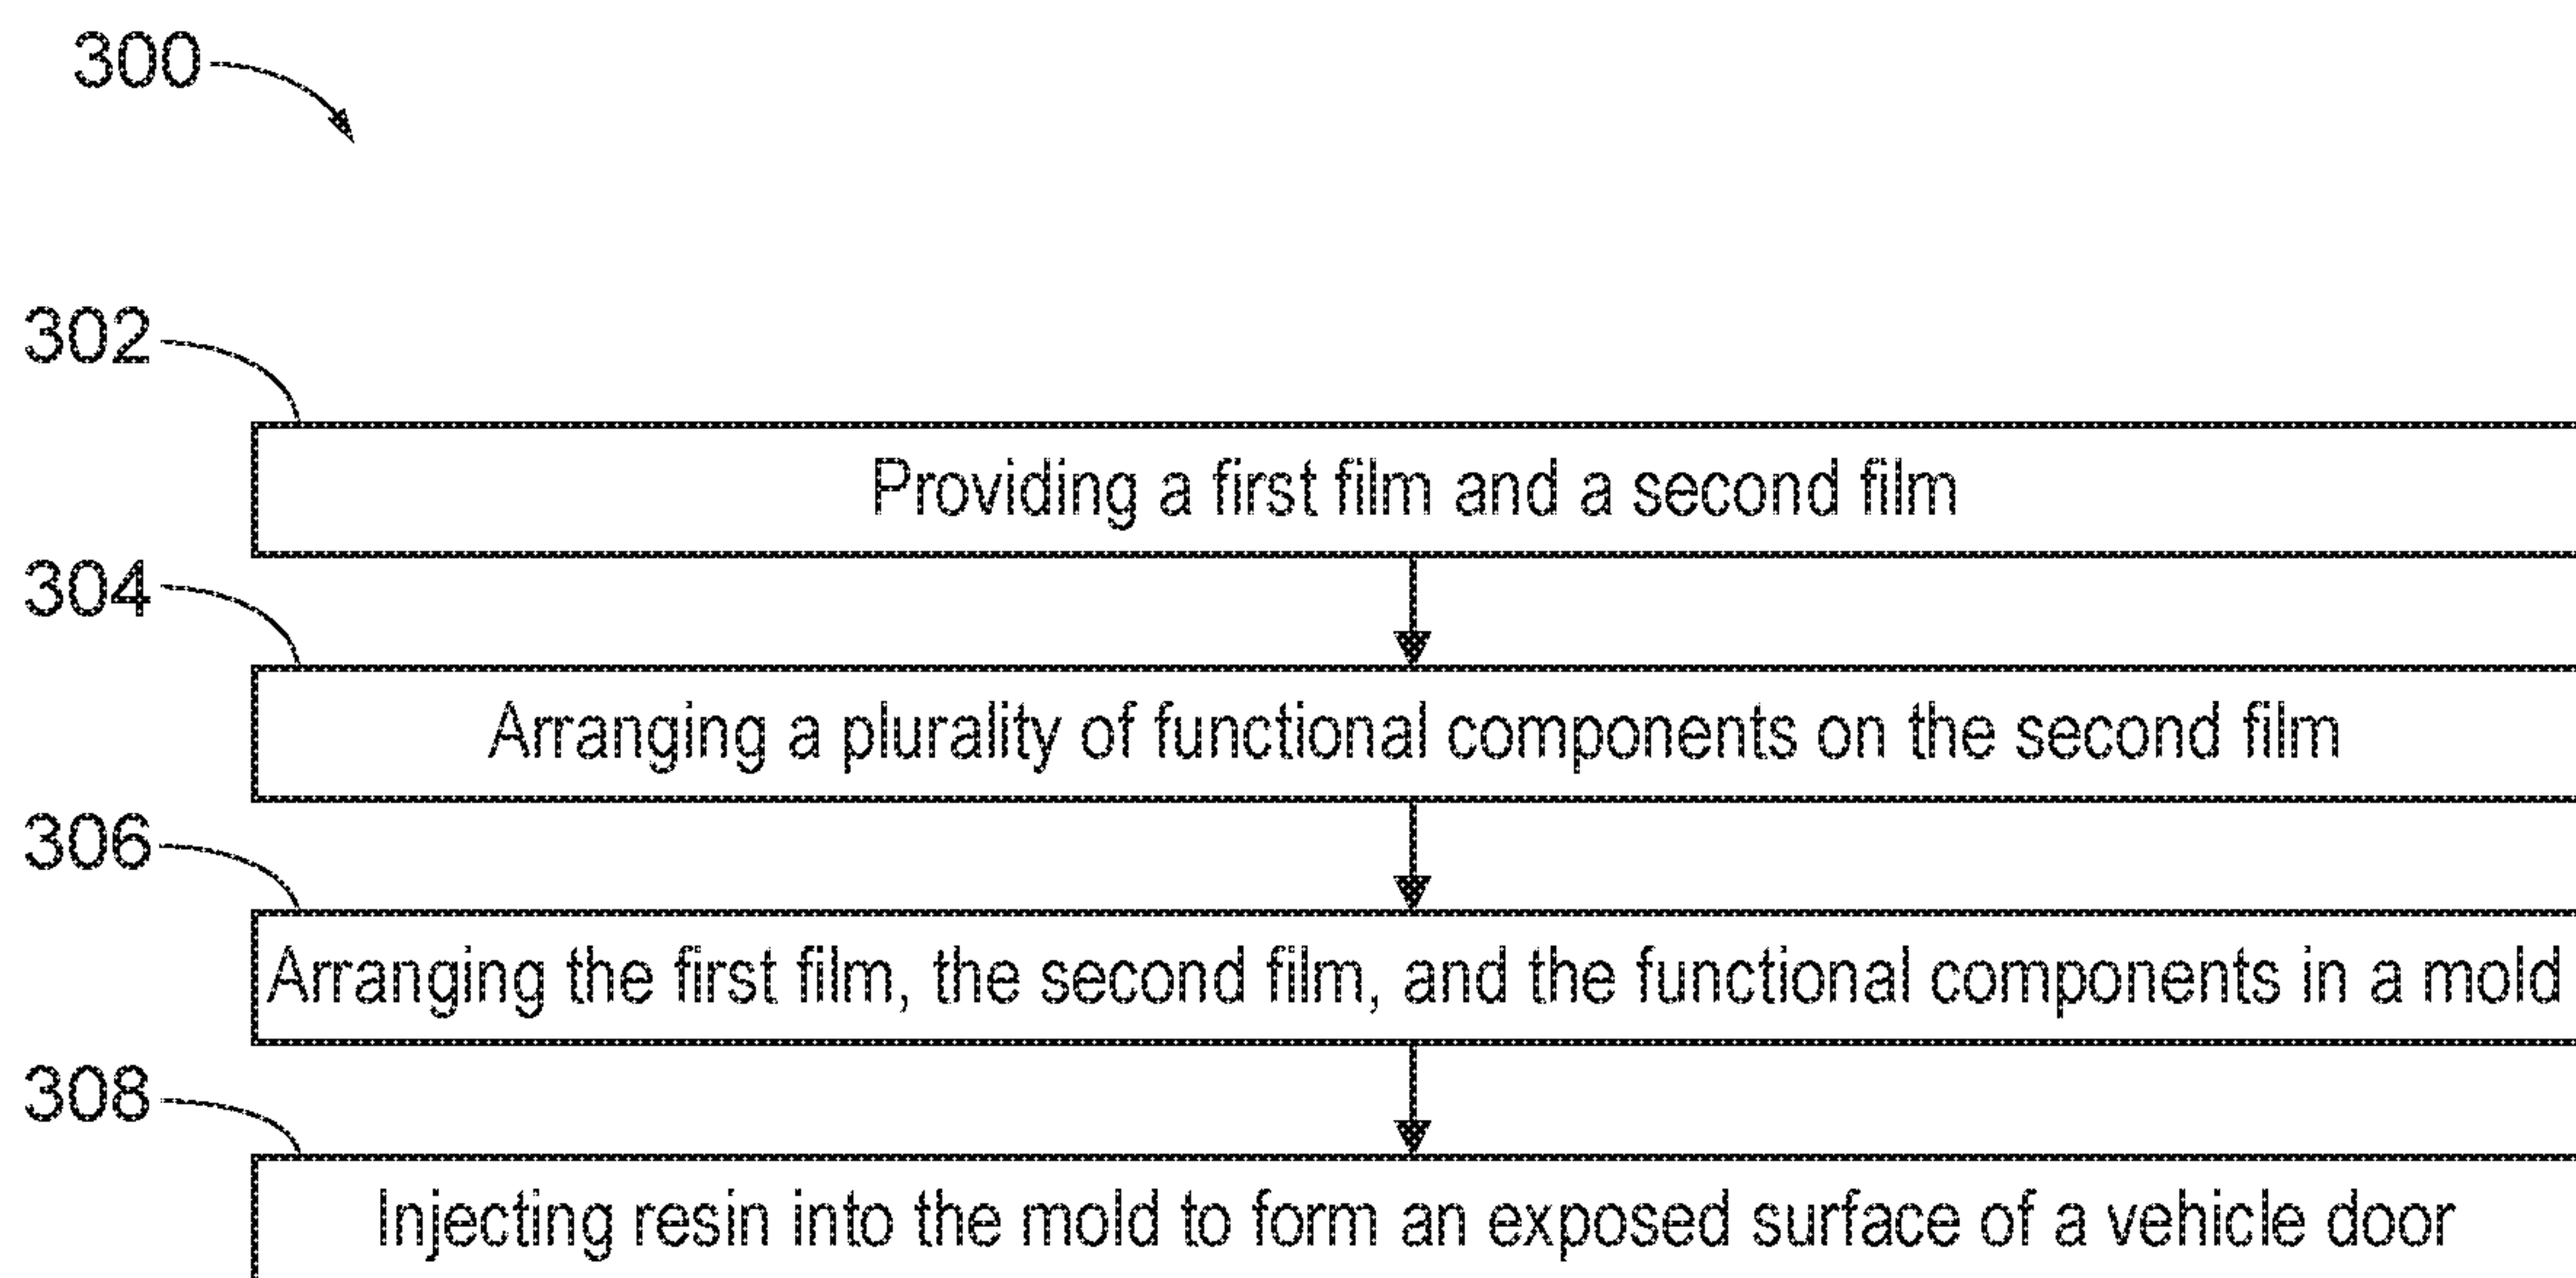 300
302
Providing a first film and a second film
304
Arranging a plurality of functional components on the second film
306
Arranging the first film, the second film, and the functional components in a mold
308
Injecting resin into the mold to form an exposed surface of a vehicle door